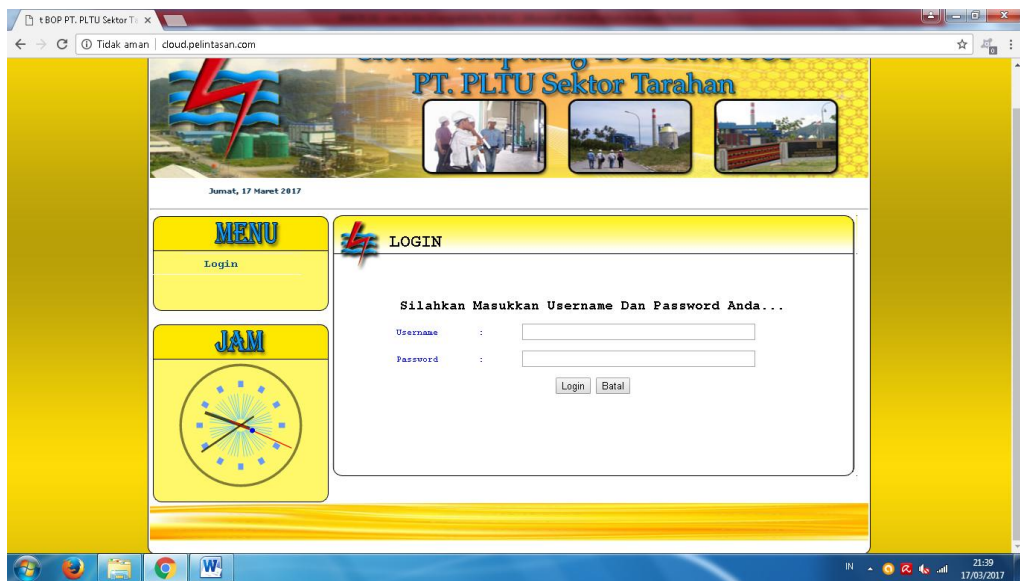 t BOP PT. PLTU Sektor T
Tidak aman | cloud.pelintasan.com
PT. PLTU Sektor Tarahan
Jumat, 17 Maret 2017
MENU
Login
JAM
LOGIN
Silahkan Masukkan Username Dan Password Anda...
Username :
Password :
Login Batal
IN
21:39
17/03/2017